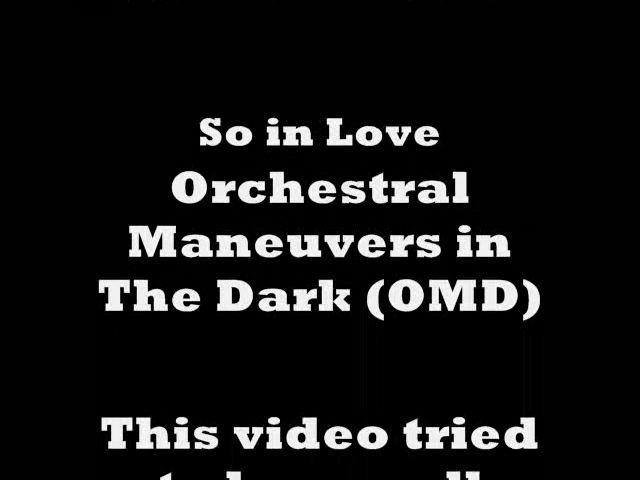 So in Love
Orchestral
Maneuvers in
The Dark (OMD)
This video tried